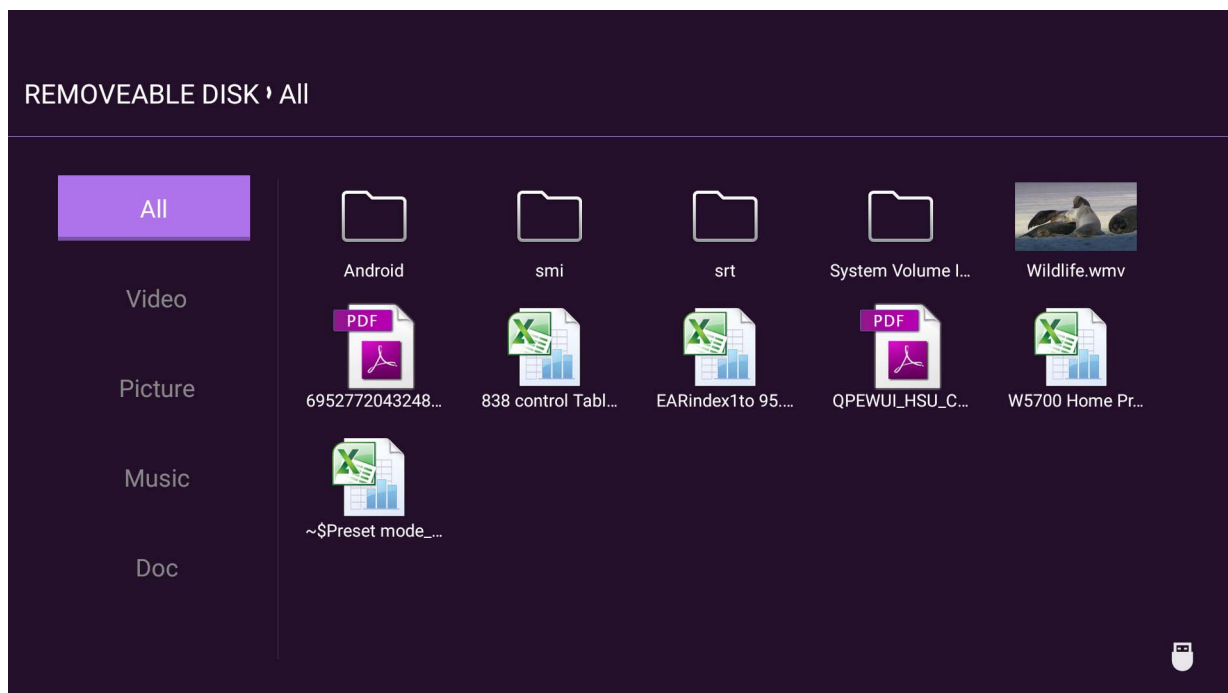 REMOVEABLE DISK All
All
Video
Picture
Music
Doc
Android
smi
srt
System Volume I...
Wildlife.wmv
PDF
PDF
6952772043248...
838 control Tabl...
EARindex1to 95....
QPEWUI_HSU_C...
W5700 Home Pr...
~$Preset mode_...